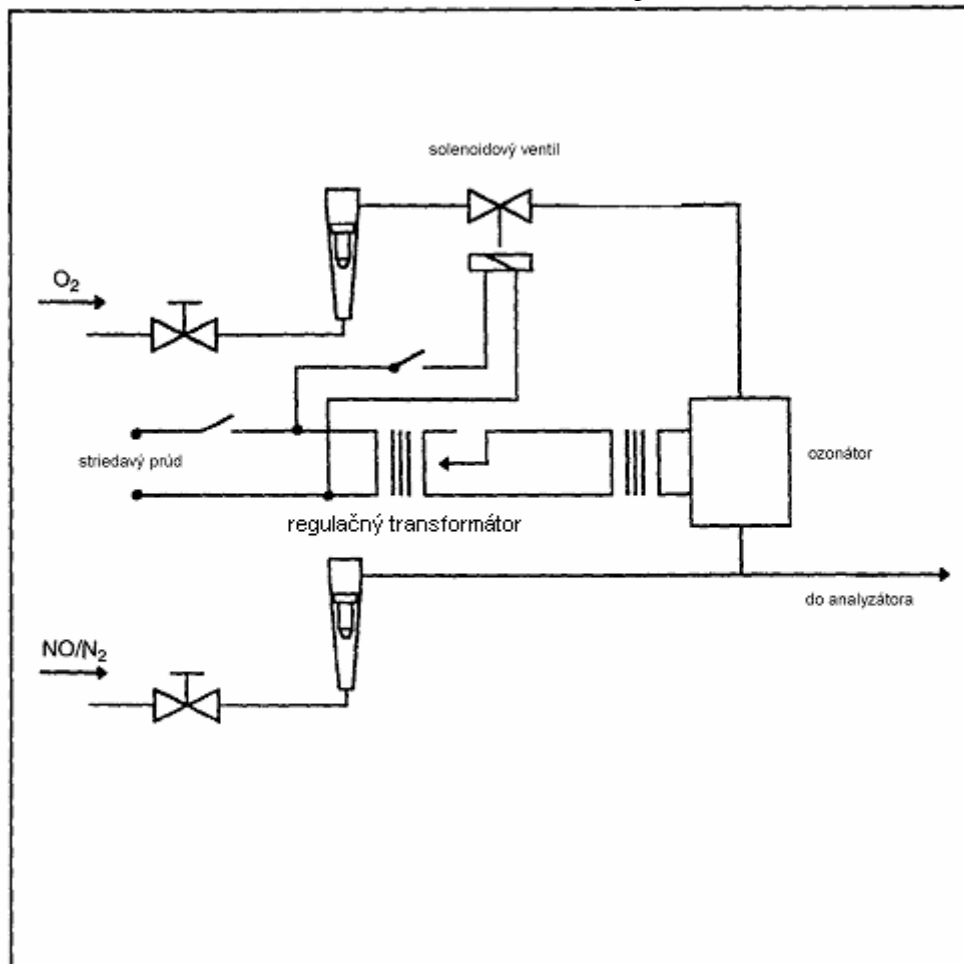 solenoidový ventil
O₂
striedavý prúd
ozonátor
regulačný transformátor
do analyzátora
NO/N₂